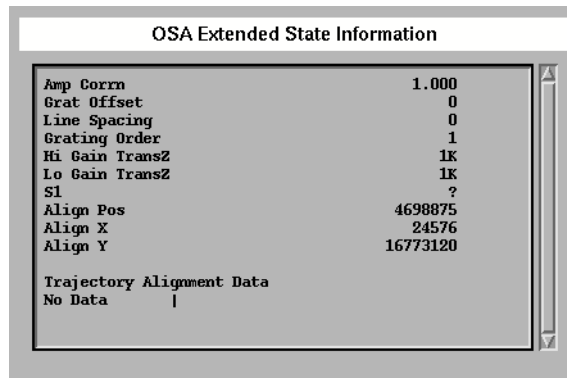 OSA Extended State Information
Amp Corrn 1.000
Grat Offset 0
Line Spacing 0
Grating Order 1
Hi Gain TransZ 1K
Lo Gain TransZ 1K
S1 ?
Align Pos 4698875
Align X 24576
Align Y 16773120
Trajectory Alignment Data
No Data |